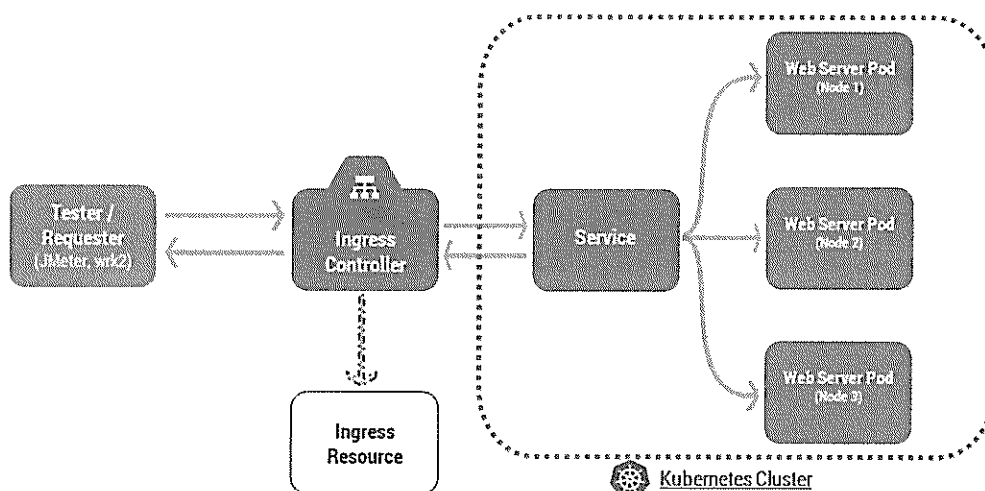 Tester /
Requester
(JMeter, wrk2)
Ingress
Controller
Ingress
Resource
Service
Web Server Pod
(Node 1)
Web Server Pod
(Node 2)
Web Server Pod
(Node 3)
Kubernetes Cluster